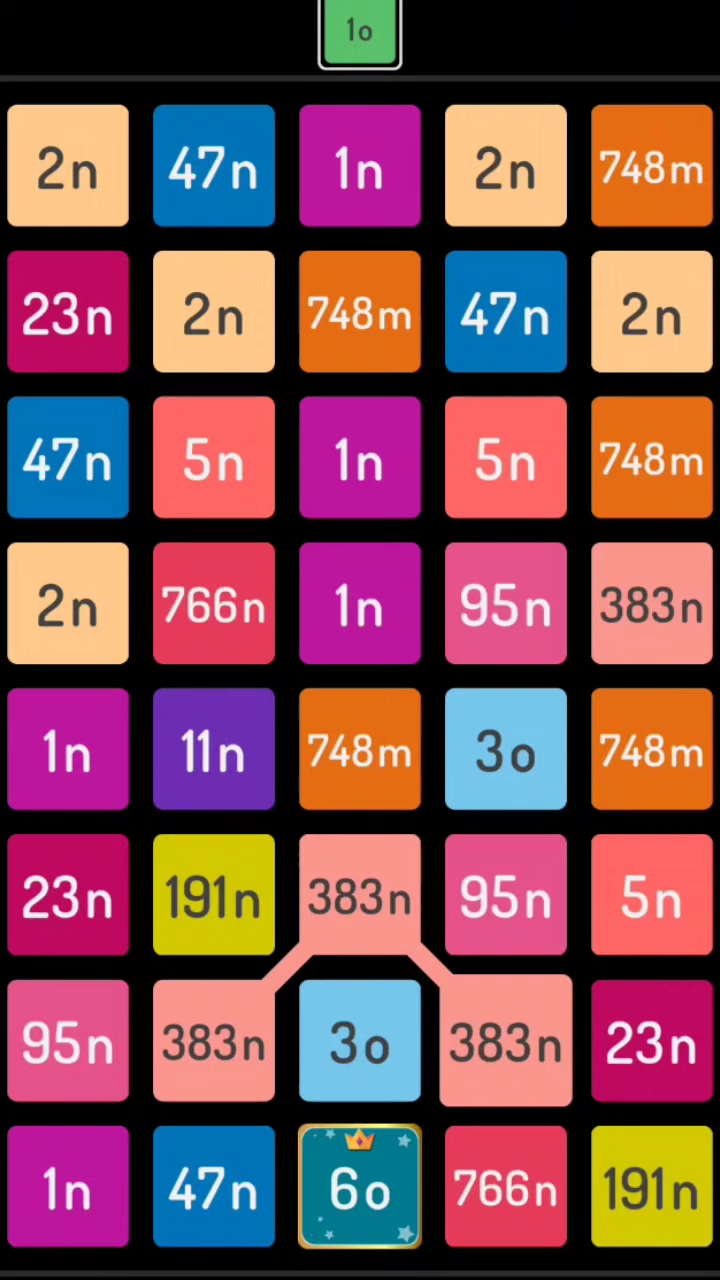 1o
2n 47n 1n 2n 748m
23n 2n 748m 47n 2n
47n 5n 1n 5n 748m
2n 766n 1n 95n 383n
1n 11n 748m 3o 748m
23n 191n 383n 95n 5n
95n 383n 3o 383n 23n
1n 47n 6o 766n 191n